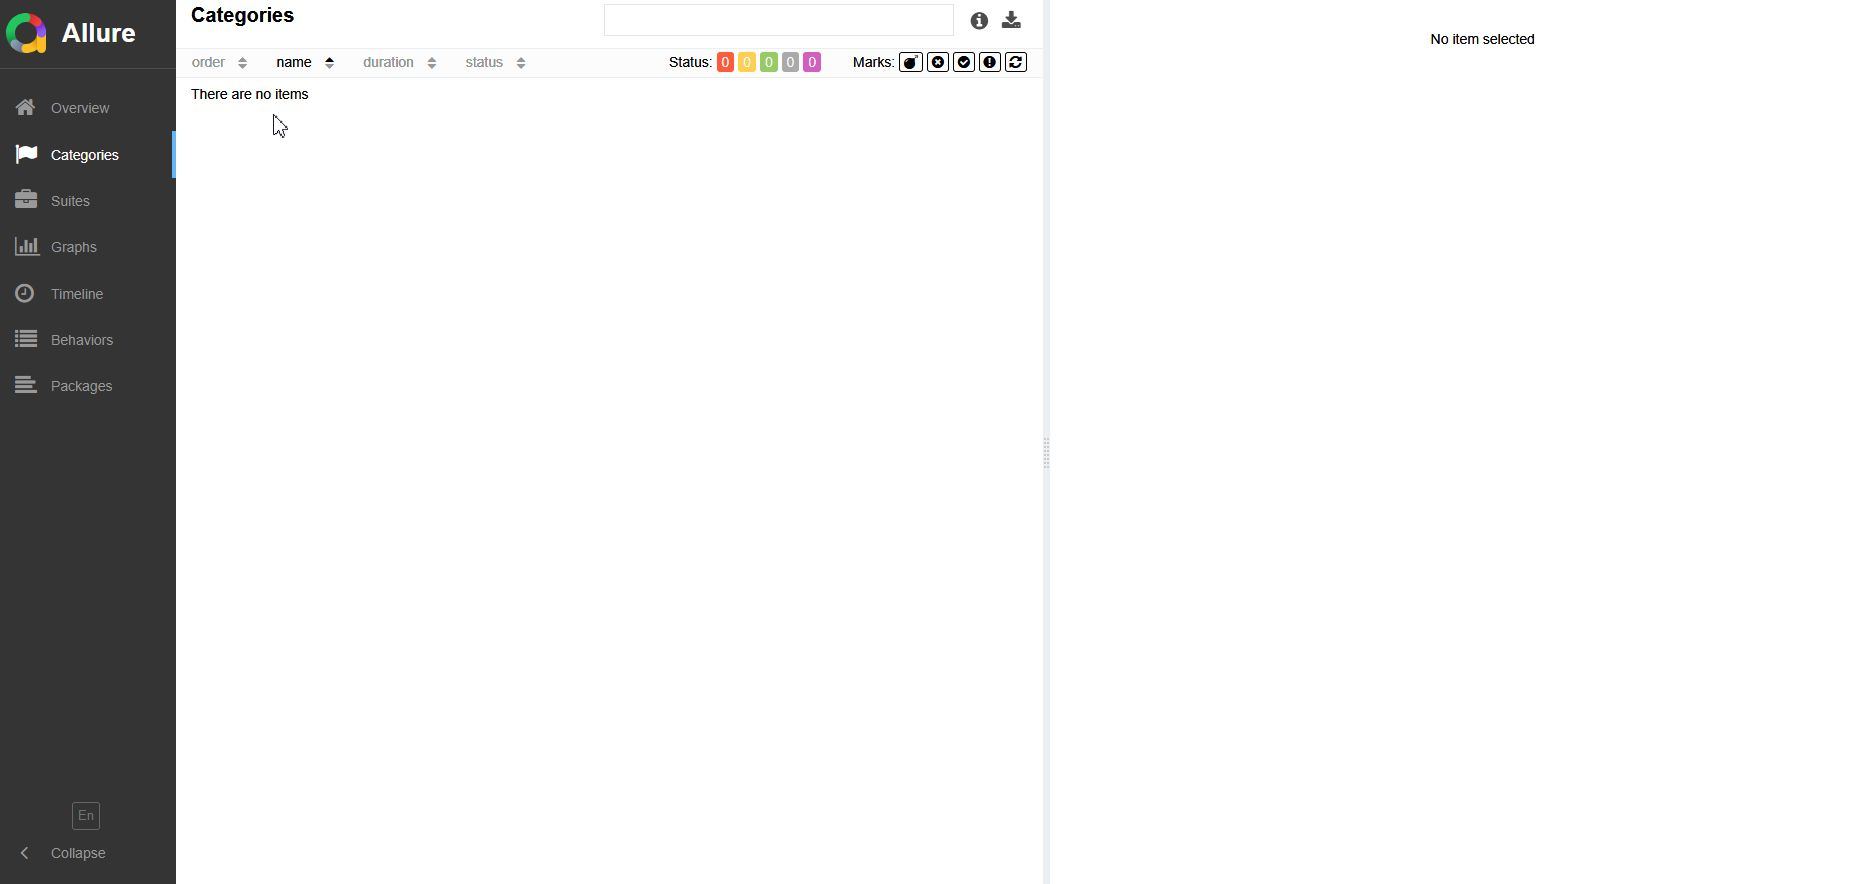 Allure
Overview
Categories
Suites
Graphs
Timeline
Behaviors
Packages
En
Collapse
Categories
order name duration status Status: 0 0 0 0 0 Marks:
There are no items
No item selected